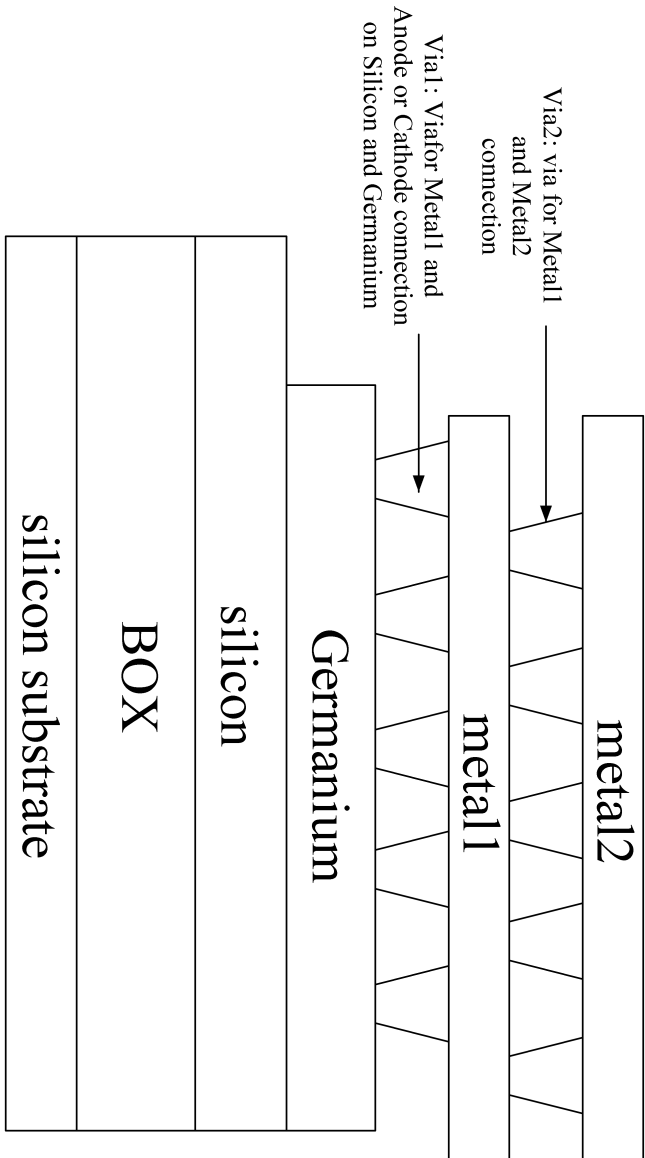 Via2: via for Metal1
and Metal2
connection
Via1: Viafor Metal1 and
Anode or Cathode connection
on Silicon and Germanium
metal2
metal1
Germanium
silicon
BOX
silicon substrate